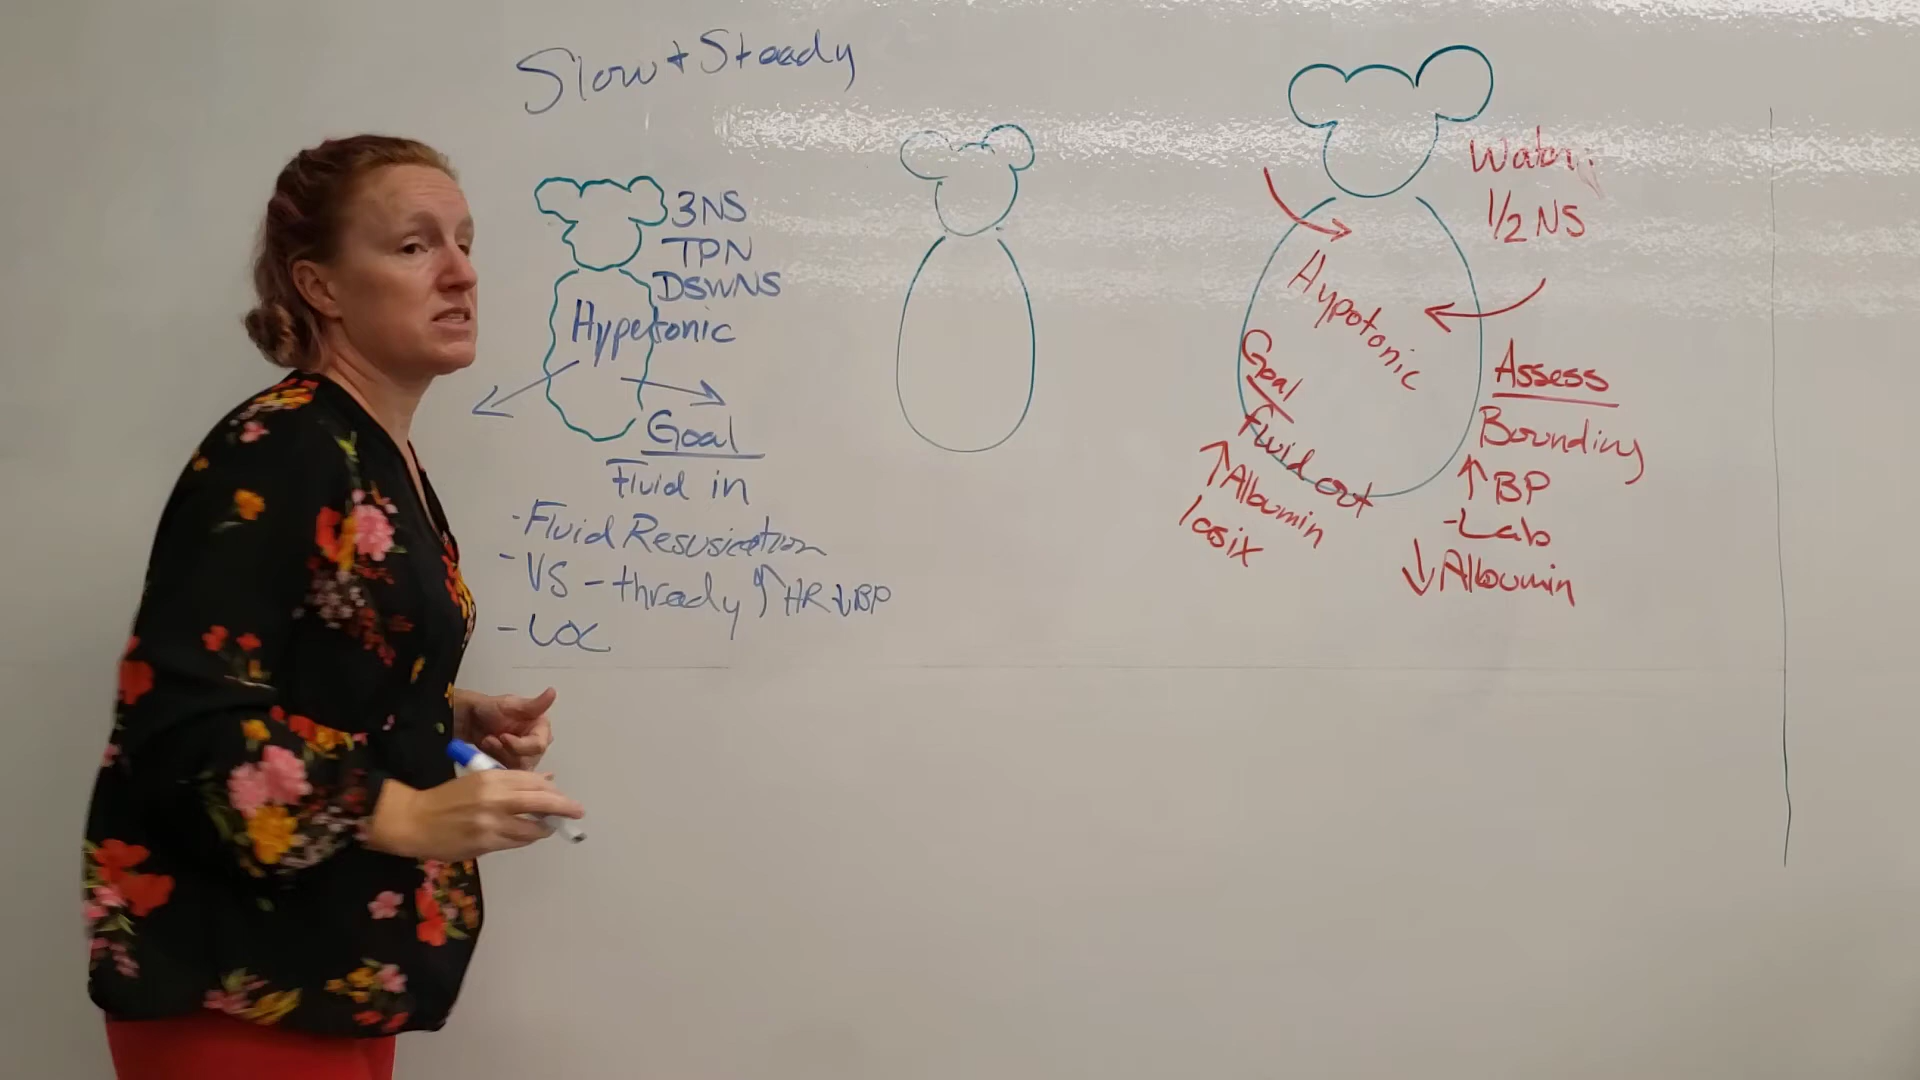 Slow + Steady
3NS
TPN
D5WNS
Hypetonic
Goal
Fluid in
-Fluid Resusication
-VS - thready ↑HR↓BP
-LOC
Water
1/2 NS
Hypotonic
Goal
Fluid out
↑Albumin
lasix
Assess
Bounding
↑BP
-Lab
↓Albumin